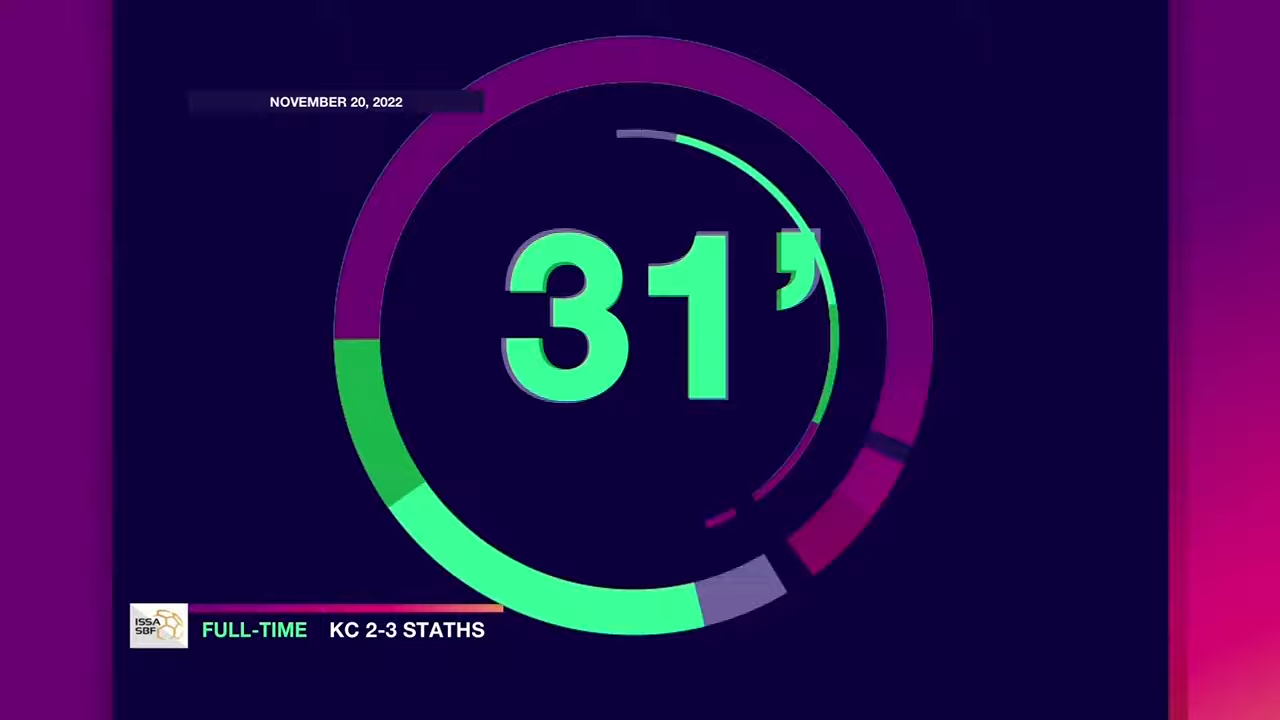 NOVEMBER 20, 2022
31’
ISSA
SBF
FULL-TIME KC 2-3 STATHS